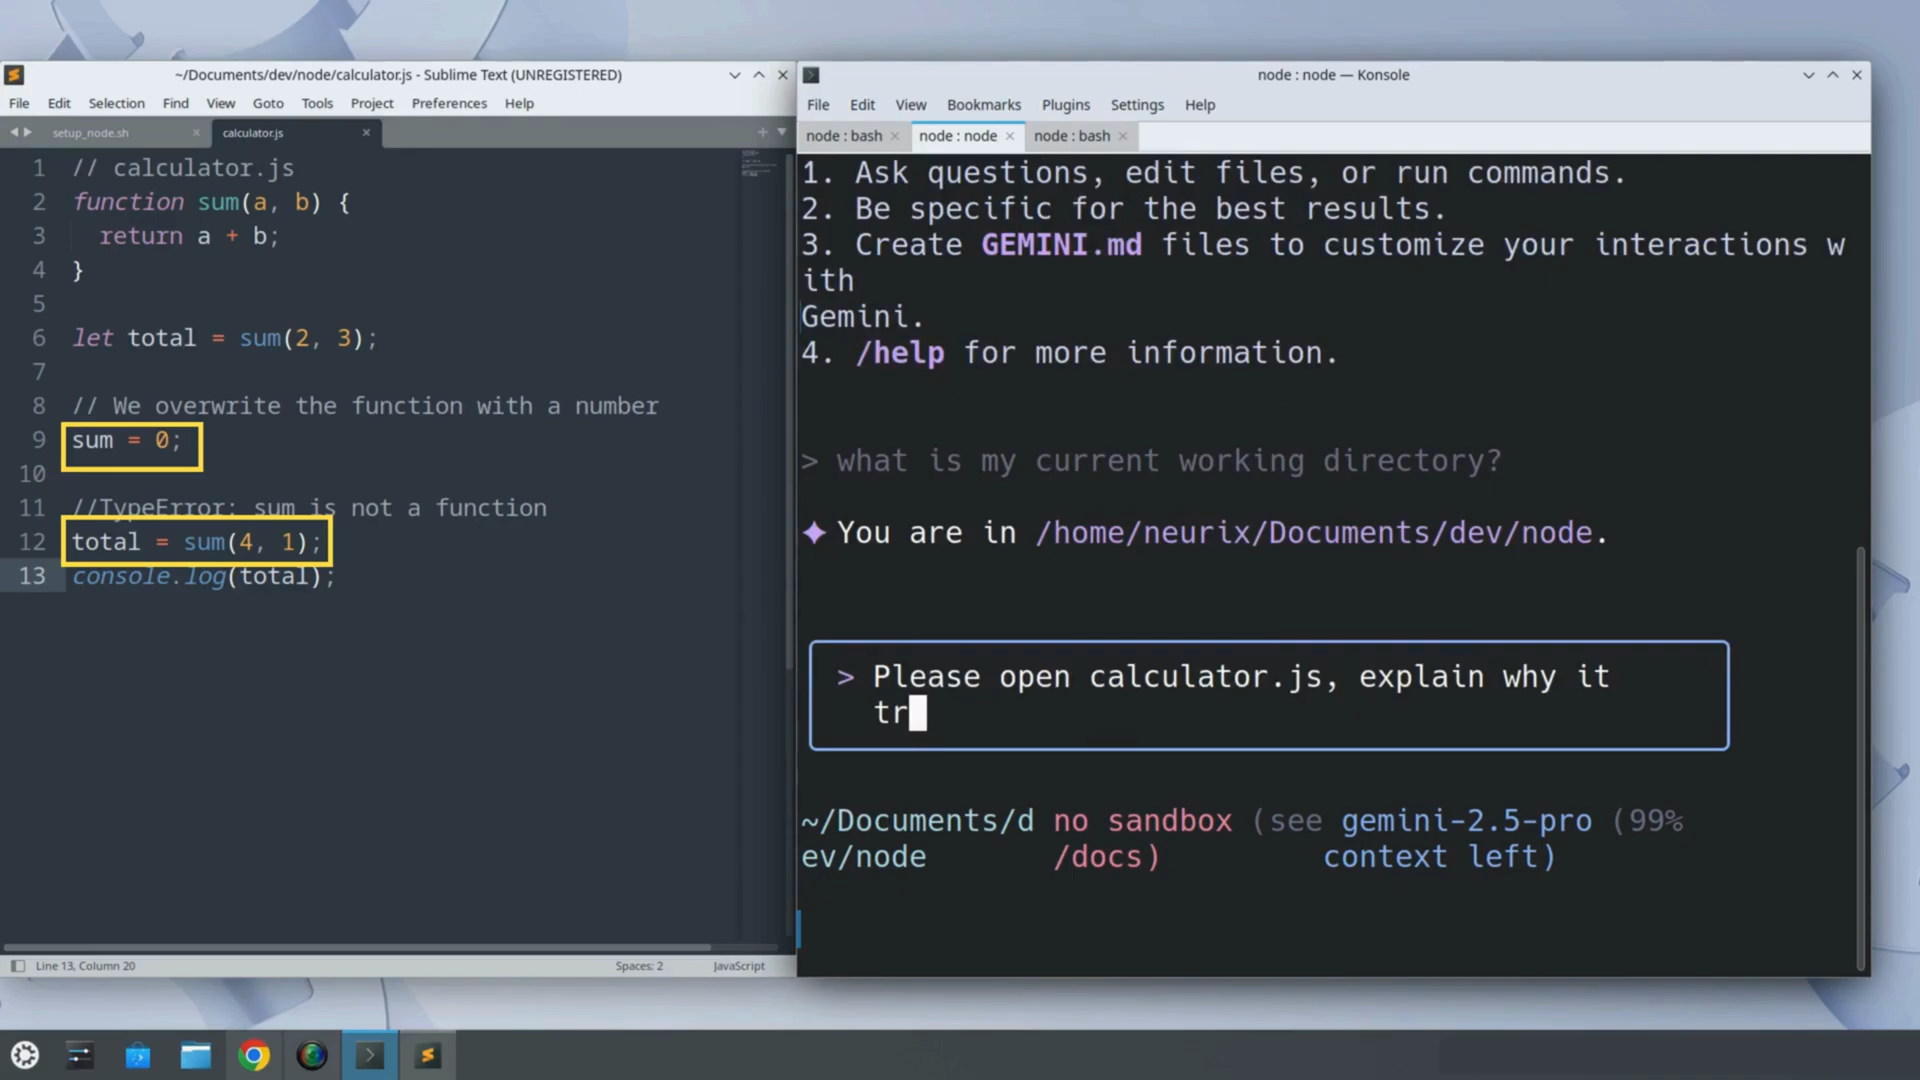 ~/Documents/dev/node/calculator.js - Sublime Text (UNREGISTERED)
File Edit Selection Find View Goto Tools Project Preferences Help
setup_node.sh calculator.js
1 // calculator.js
2 function sum(a, b) {
3 return a + b;
4 }
5
6 let total = sum(2, 3);
7
8 // We overwrite the function with a number
9 sum = 0;
10
11 //TypeError: sum is not a function
12 total = sum(4, 1);
13 console.log(total);
Line 13, Column 20
Spaces: 2
JavaScript
node : node — Konsole
File Edit View Bookmarks Plugins Settings Help
node : bash node : node node : bash
1. Ask questions, edit files, or run commands.
2. Be specific for the best results.
3. Create GEMINI.md files to customize your interactions w
ith
Gemini.
4. /help for more information.
> what is my current working directory?
You are in /home/neurix/Documents/dev/node.
> Please open calculator.js, explain why it
tr
~/Documents/d no sandbox (see gemini-2.5-pro (99%
ev/node /docs) context left)